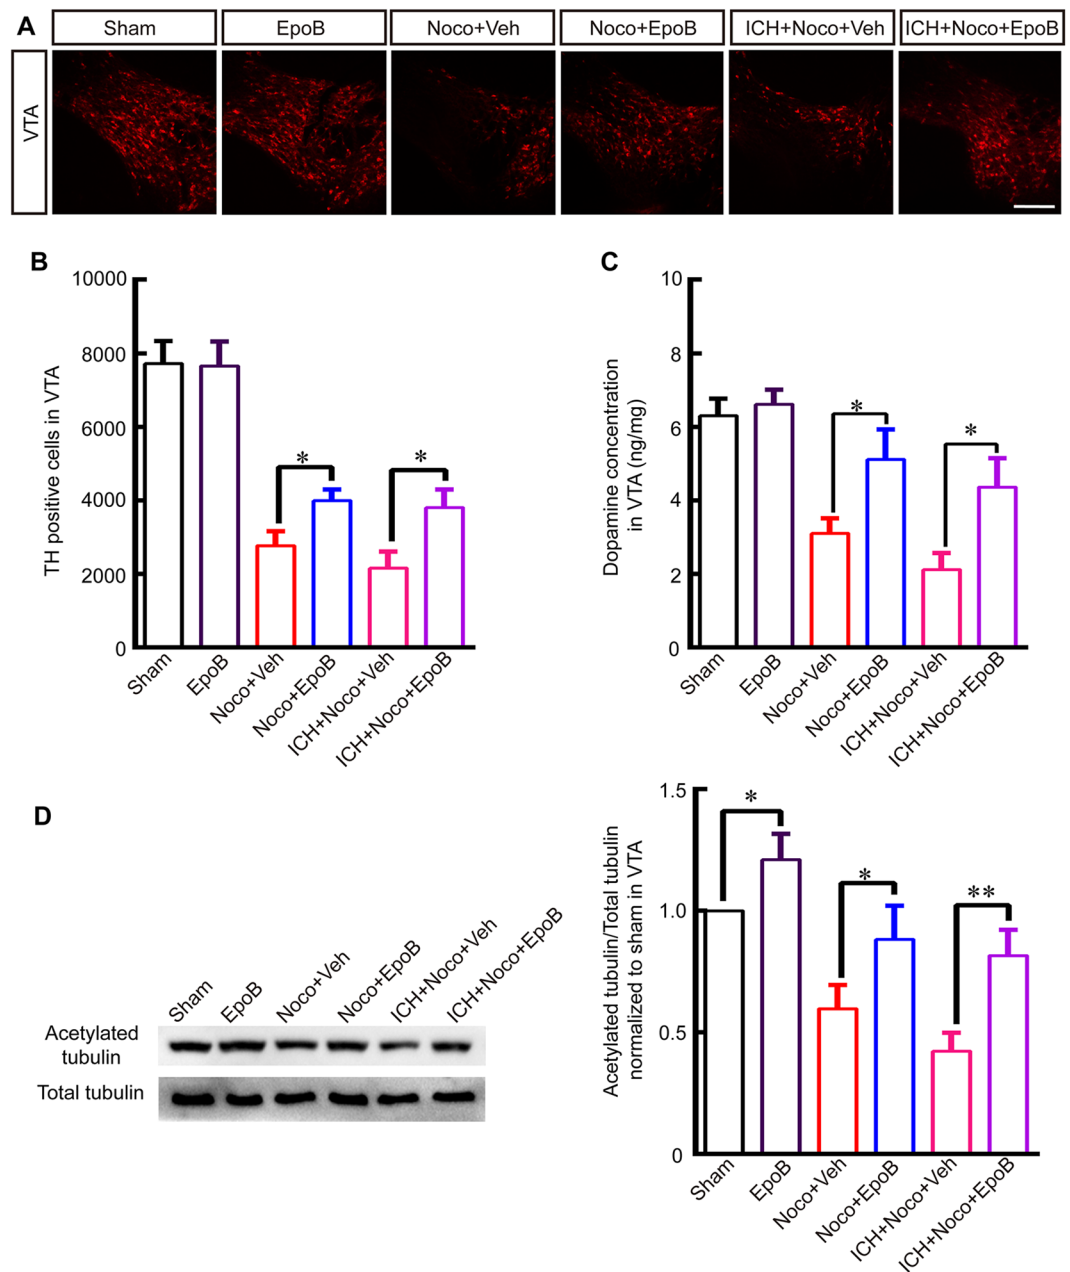 A
Sham
EpoB
Noco+Veh
Noco+EpoB
ICH+Noco+Veh
ICH+Noco+EpoB
VTA
B
TH positive cells in VTA
10000
8000
6000
4000
2000
0
*
*
Sham
EpoB
Noco+Veh
Noco+EpoB
ICH+Noco+Veh
ICH+Noco+EpoB
C
Dopamine concentration
in VTA (ng/mg)
10
8
6
4
2
0
*
*
Sham
EpoB
Noco+Veh
Noco+EpoB
ICH+Noco+Veh
ICH+Noco+EpoB
D
Sham
EpoB
Noco+Veh
Noco+EpoB
ICH+Noco+Veh
ICH+Noco+EpoB
Acetylated
tubulin
Total tubulin
Acetylated tubulin/Total tubulin
normalized to sham in VTA
1.5
1.0
0.5
0
*
*
**
Sham
EpoB
Noco+Veh
Noco+EpoB
ICH+Noco+Veh
ICH+Noco+EpoB